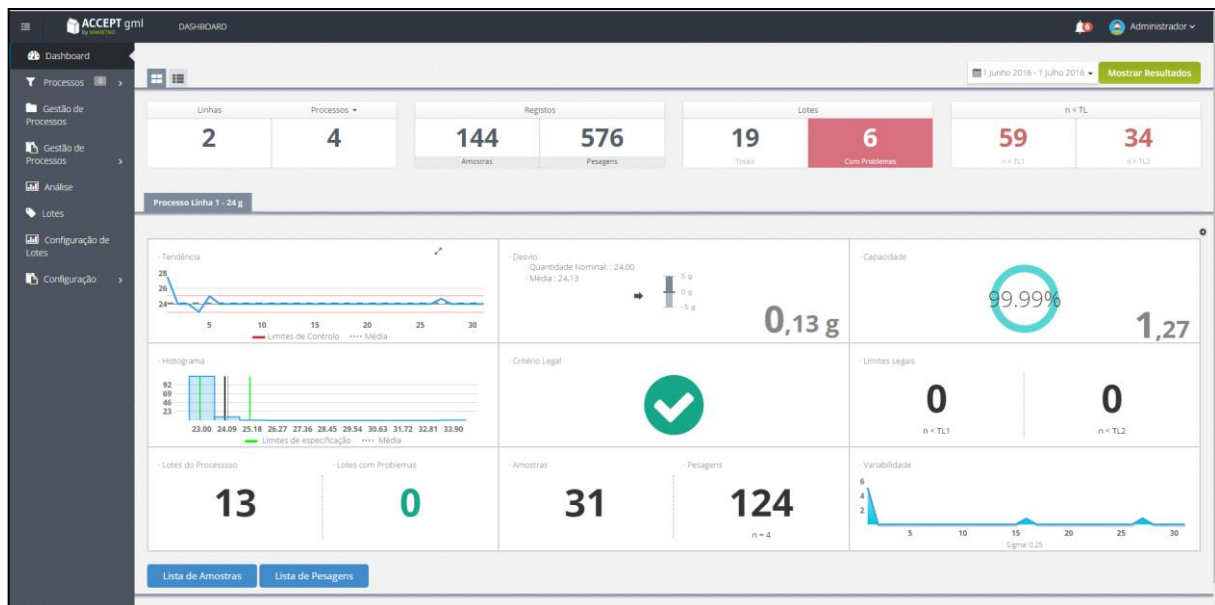 ACCEPT gml
by SINMETRO
DASHBOARD
6
Administrador
Dashboard
Processos 0
Gestão de
Processos
Gestão de
Processos
Análise
Lotes
Configuração de
Lotes
Configuração
1 Junho 2016 - 1 Julho 2016
Mostrar Resultados
Linhas Processos
2 4
Registos
144 576
Amostras Pesagens
Lotes
19 6
Totais Com Problemas
n < TL
59 34
n < TL1 n < TL2
Processo Linha 1 - 24 g
· Tendência
28
26
24
5 10 15 20 25 30
Limites de Controlo Média
· Desvio
· Quantidade Nominal: : 24,00
· Média : 24,13
5 g
0 g
-5 g
0,13 g
· Capacidade
99.99%
1,27
· Histograma
92
69
46
23
23.00 24.09 25.18 26.27 27.36 28.45 29.54 30.63 31.72 32.81 33.90
Limites de especificação Média
· Critério Legal
· Limites Legais
0 0
n < TL1 n < TL2
· Lotes do Processsso · Lotes com Problemas
13 0
· Amostras · Pesagens
31 124
n = 4
· Variabilidade
6
4
2
5 10 15 20 25 30
Sigma: 0.25
Lista de Amostras Lista de Pesagens